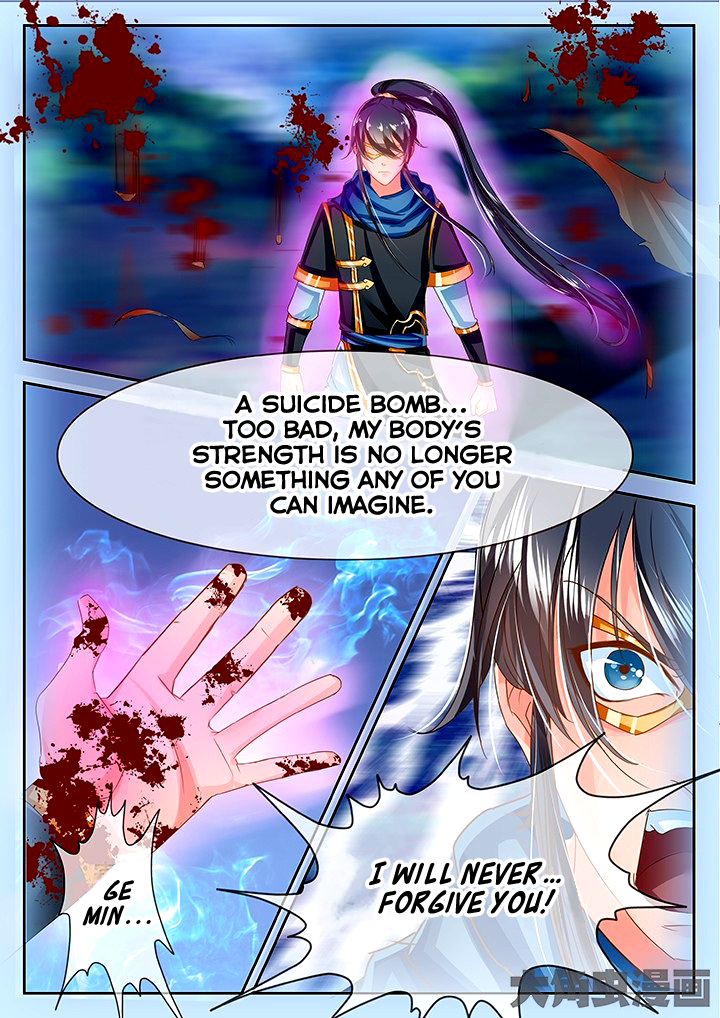 A SUICIDE BOMB...
TOO BAD, MY BODY'S
STRENGTH IS NO LONGER
SOMETHING ANY OF YOU
CAN IMAGINE.
GE
MIN...
I WILL NEVER...
FORGIVE YOU!
大角虫漫画